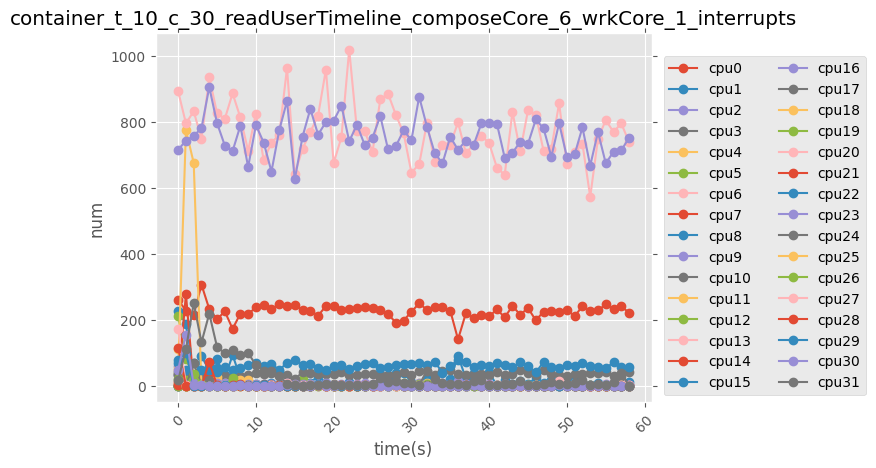 container_t_10_c_30_readUserTimeline_composeCore_6_wrkCore_1_interrupts
num
1000
800
600
400
200
0
0 10 20 30 40 50 60
time(s)
cpu0 cpu16
cpu1 cpu17
cpu2 cpu18
cpu3 cpu19
cpu4 cpu20
cpu5 cpu21
cpu6 cpu22
cpu7 cpu23
cpu8 cpu24
cpu9 cpu25
cpu10 cpu26
cpu11 cpu27
cpu12 cpu28
cpu13 cpu29
cpu14 cpu30
cpu15 cpu31